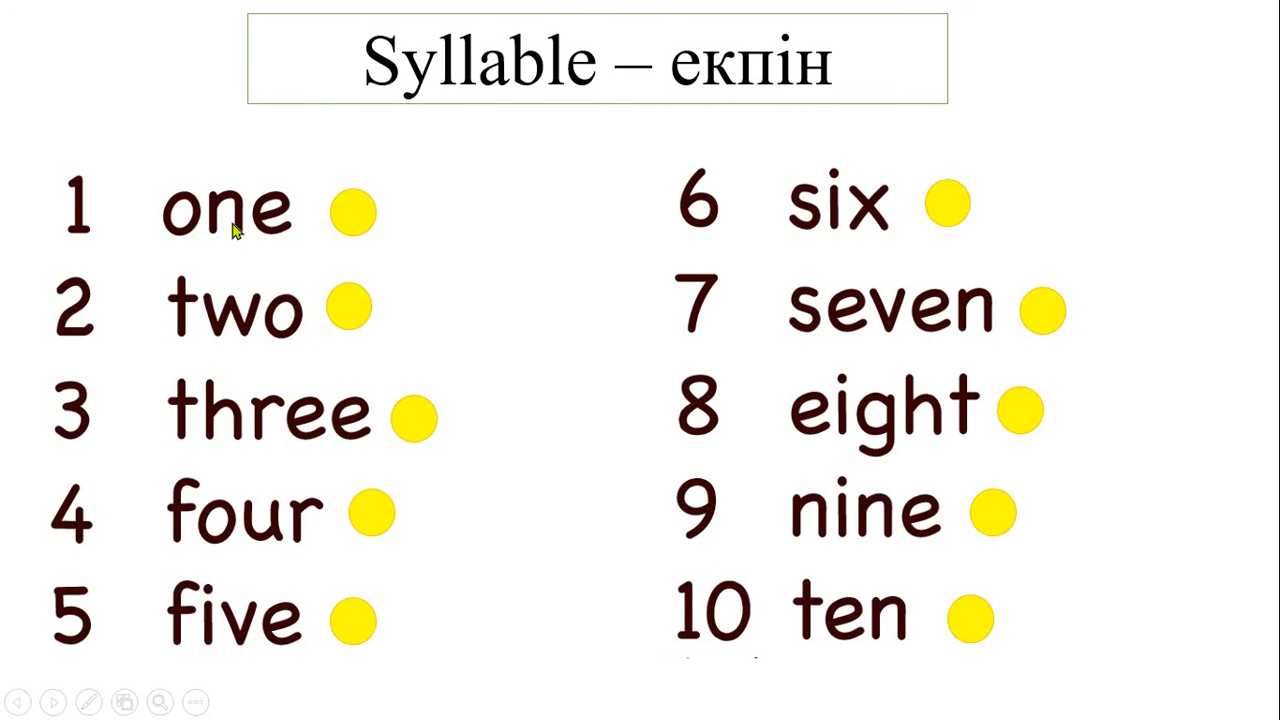 Syllable – екпін
1 one
2 two
3 three
4 four
5 five
6 six
7 seven
8 eight
9 nine
10 ten